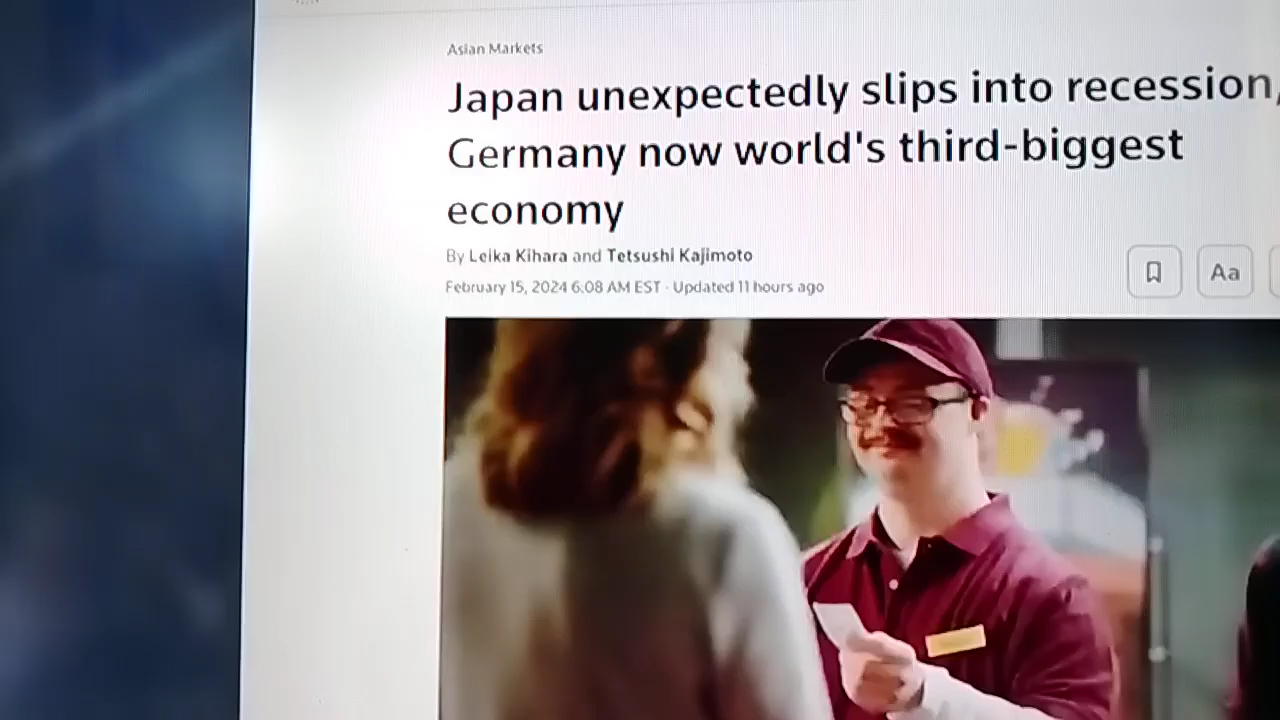 Asian Markets
Japan unexpectedly slips into recession,
Germany now world's third-biggest
economy
By Leika Kihara and Tetsushi Kajimoto
February 15, 2024 6:08 AM EST · Updated 11 hours ago
Aa